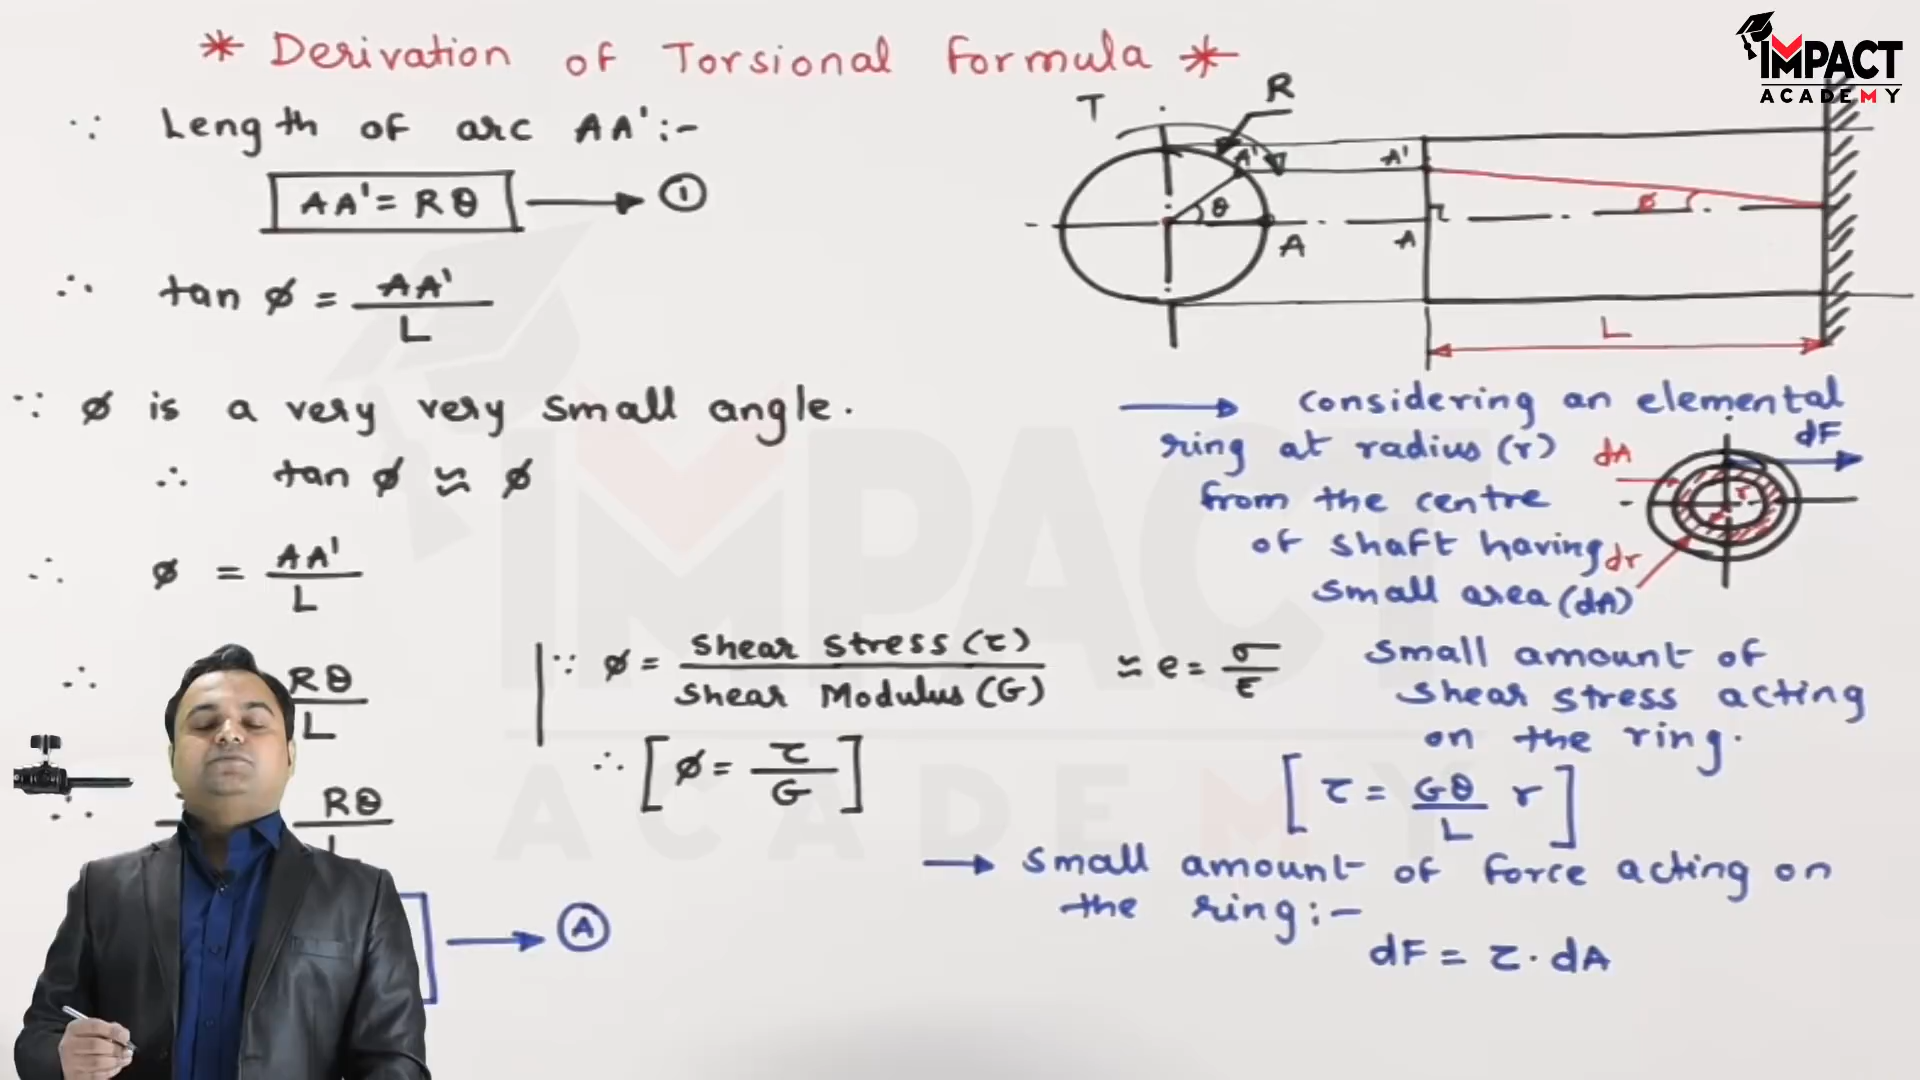 * Derivation of Torsional Formula *
∵ Length of arc AA':-
AA' = Rθ → ①
∴ tan ø = AA'/L
∵ ø is a very very small angle.
∴ tan ø ≈ ø
∴ ø = AA'/L
∴ Rθ/L
∵ ø = Shear Stress (τ)/Shear Modulus (G) ≈ e = σ/E
∴ [ø = τ/G]
∴ Rθ
→ Ⓐ
T
R
A'
θ
A
A'
A
ø
L
→ considering an elemental
ring at radius (r)
from the centre
of shaft having
small area (dA)
dA
dF
r
dr
small amount of
shear stress acting
on the ring.
[τ = Gθ/L r]
→ small amount of force acting on
the ring:-
dF = τ · dA
IMPACT
ACADEMY
IMPACT
ACADEMY